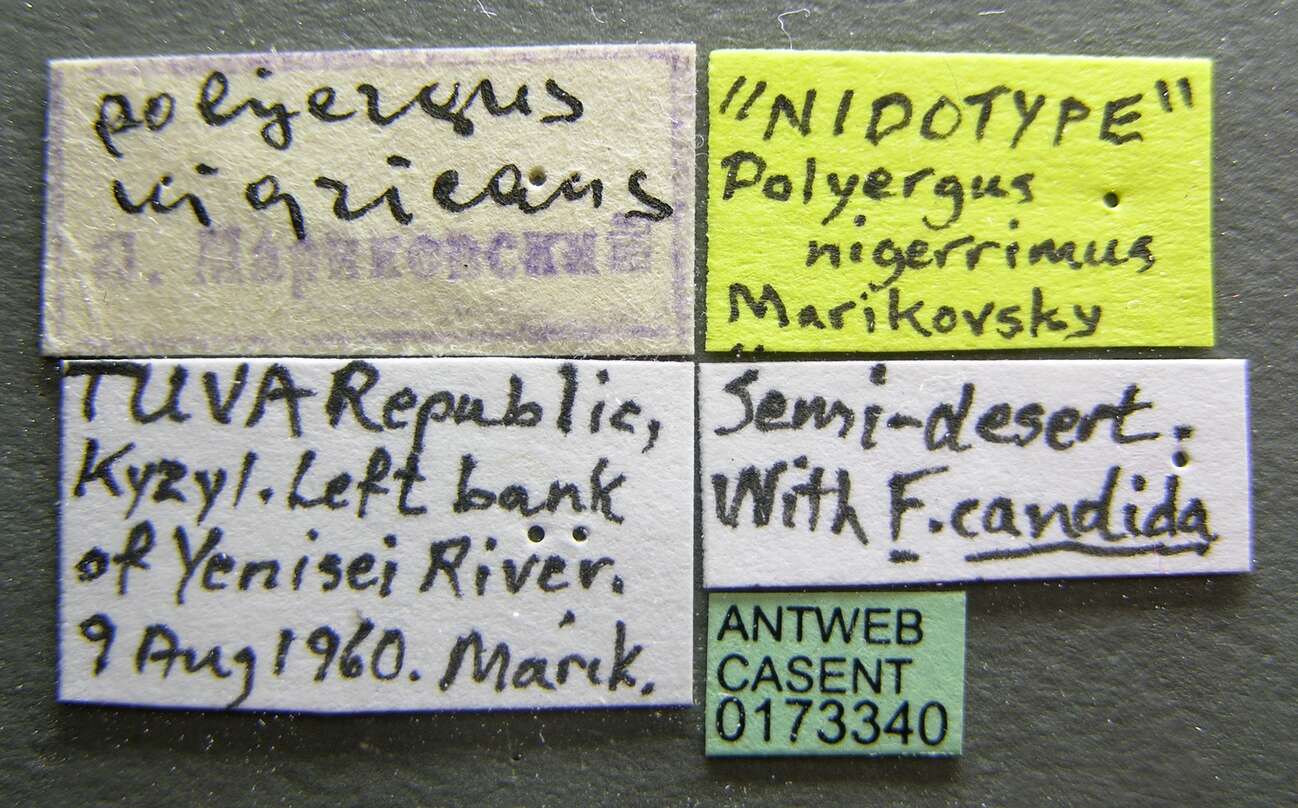 polyergus
nigricans
П. Мариковский
"NIDOTYPE"
Polyergus
nigerrimus
Marikovsky
TUVA Republic,
Kyzyl. Left bank
of Yenisei River.
9 Aug 1960. Marik.
Semi-desert.
With F. candida
ANTWEB
CASENT
0173340